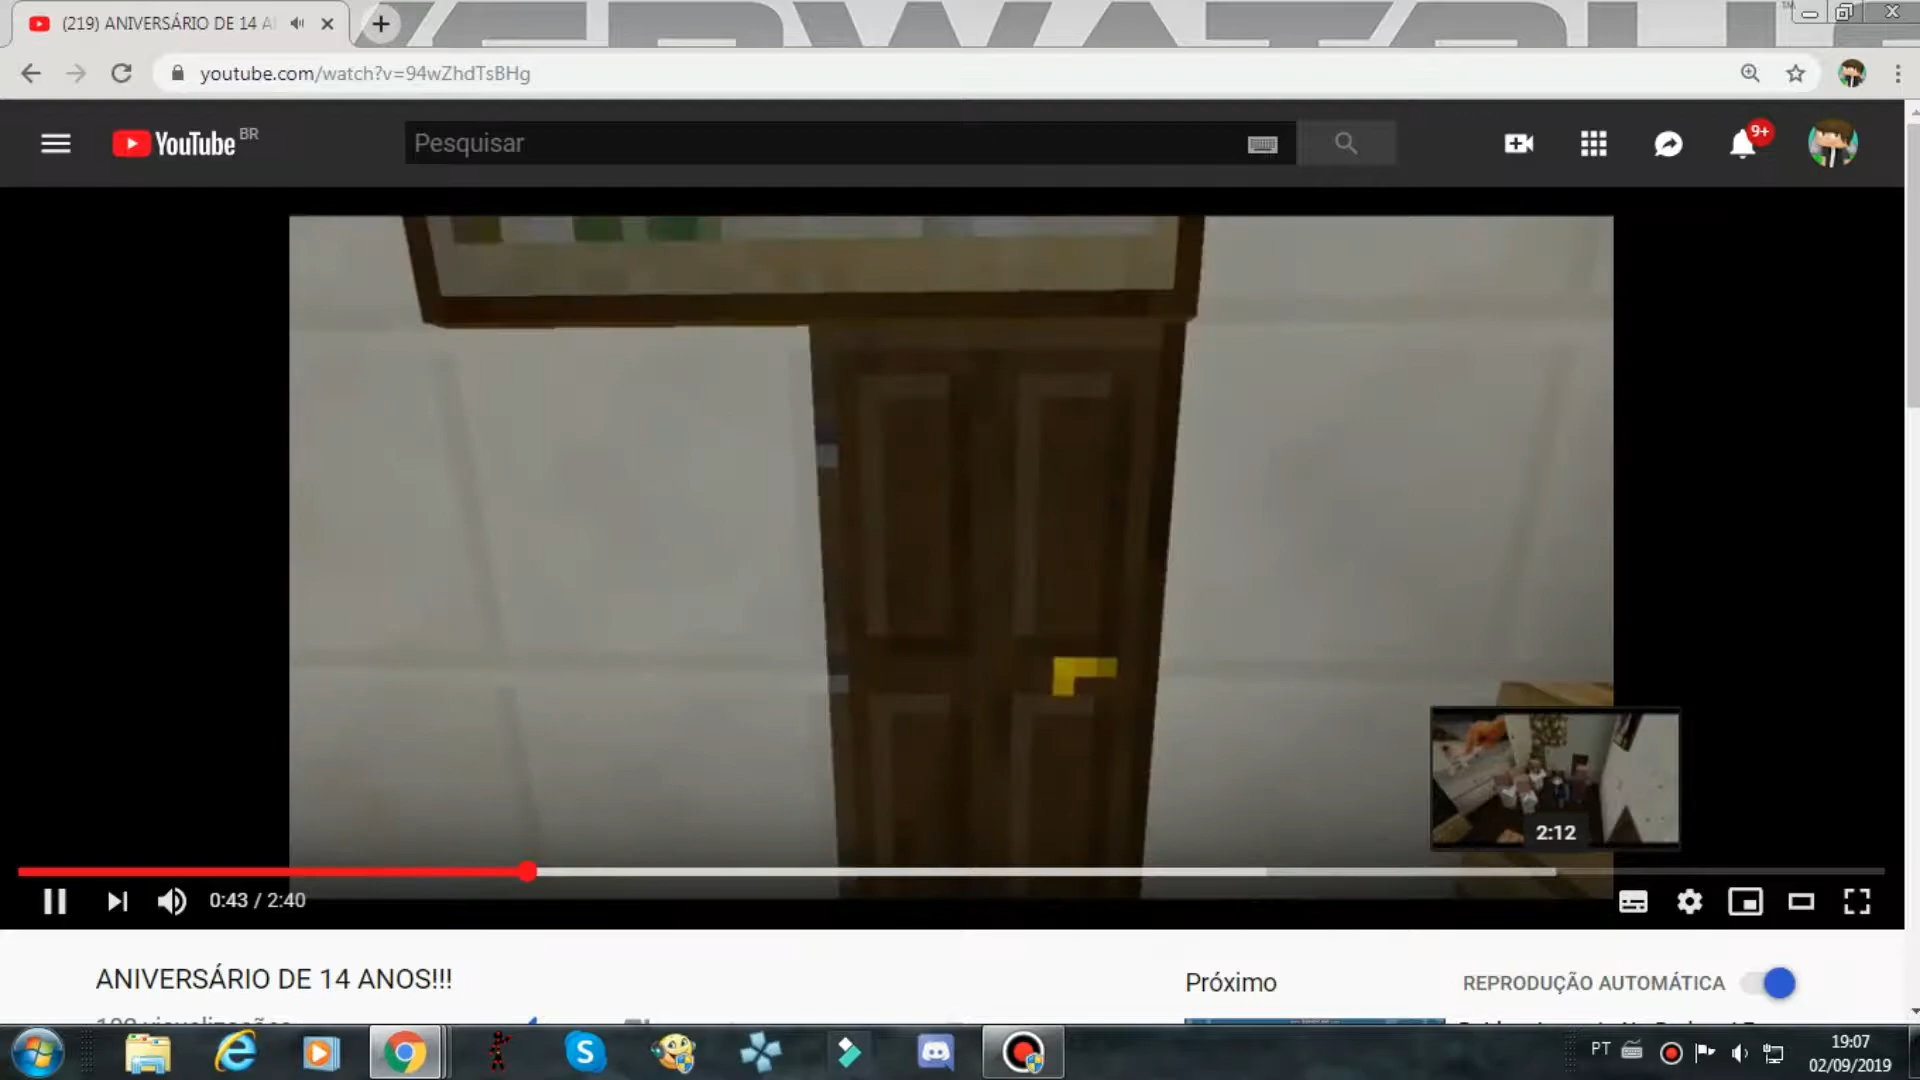 (219) ANIVERSÁRIO DE 14 A
youtube.com/watch?v=94wZhdTsBHg
YouTube BR
Pesquisar
9+
2:12
0:43 / 2:40
ANIVERSÁRIO DE 14 ANOS!!!
Próximo
REPRODUÇÃO AUTOMÁTICA
PT
19:07
02/09/2019